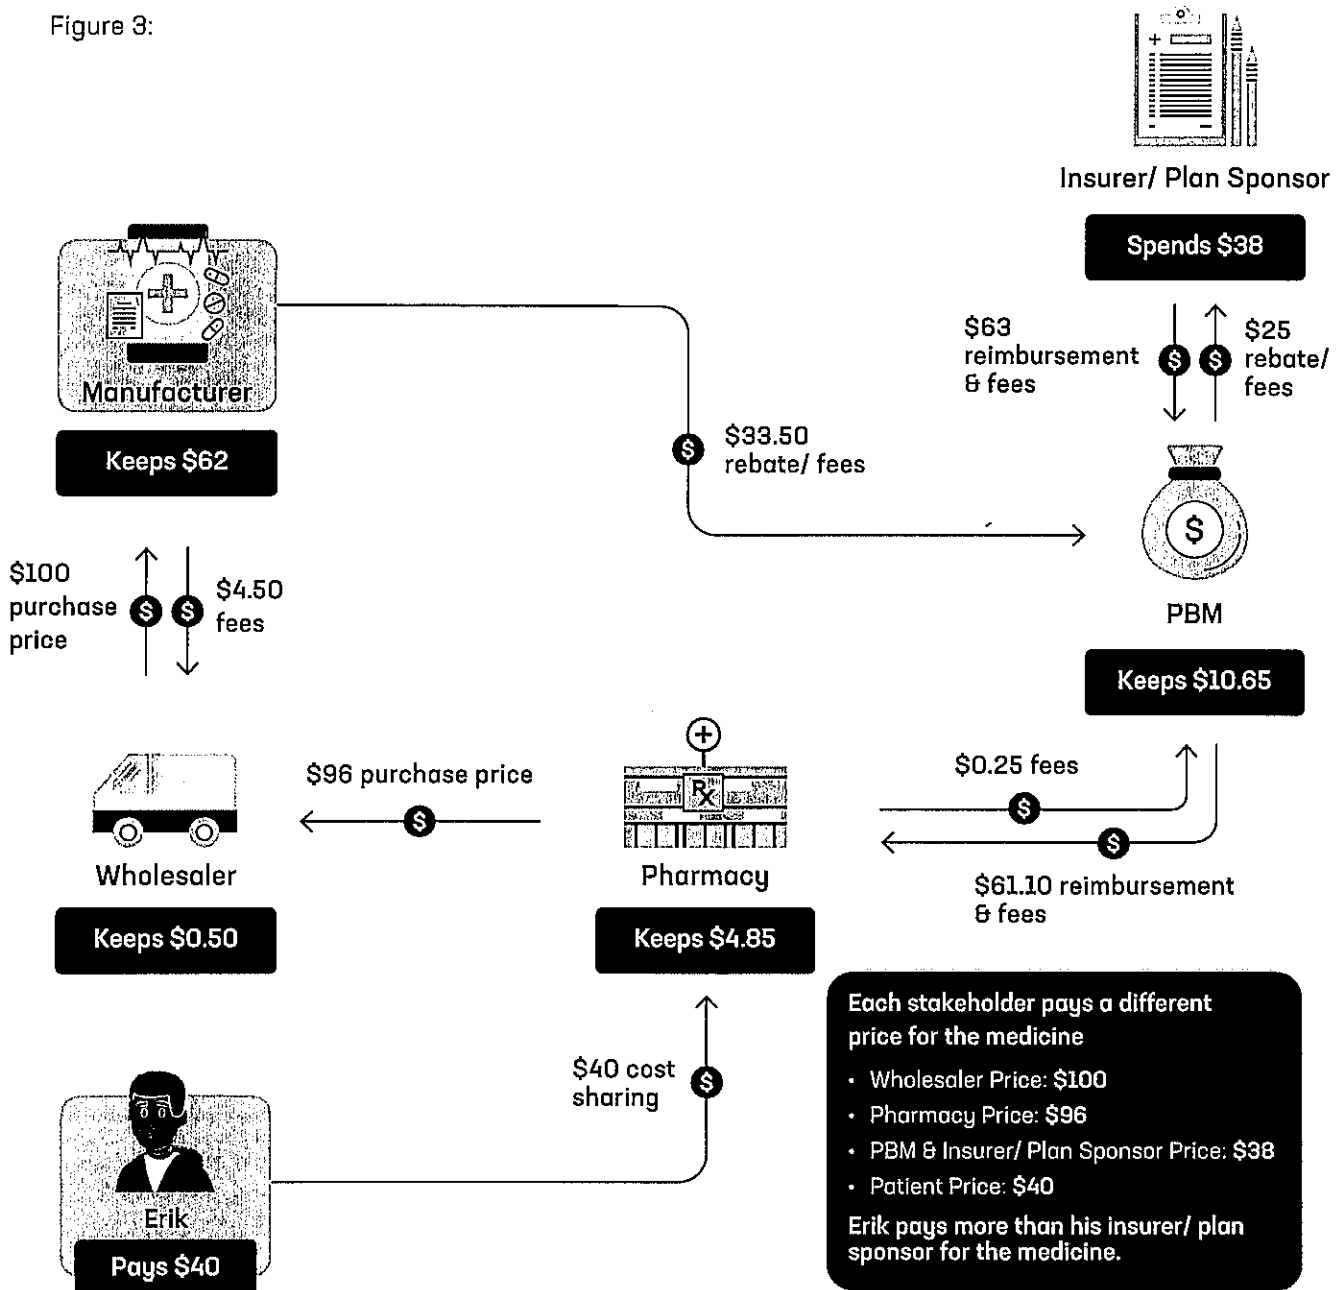 Figure 3:
Insurer/ Plan Sponsor
Spends $38
$63
reimbursement
& fees
$25
rebate/
fees
Manufacturer
Keeps $62
$33.50
rebate/ fees
$
PBM
Keeps $10.65
$100
purchase
price
$4.50
fees
$96 purchase price
Rx
$0.25 fees
Wholesaler
Keeps $0.50
Pharmacy
Keeps $4.85
$61.10 reimbursement
& fees
$40 cost
sharing
Erik
Pays $40
Each stakeholder pays a different
price for the medicine
• Wholesaler Price: $100
• Pharmacy Price: $96
• PBM & Insurer/ Plan Sponsor Price: $38
• Patient Price: $40
Erik pays more than his insurer/ plan
sponsor for the medicine.